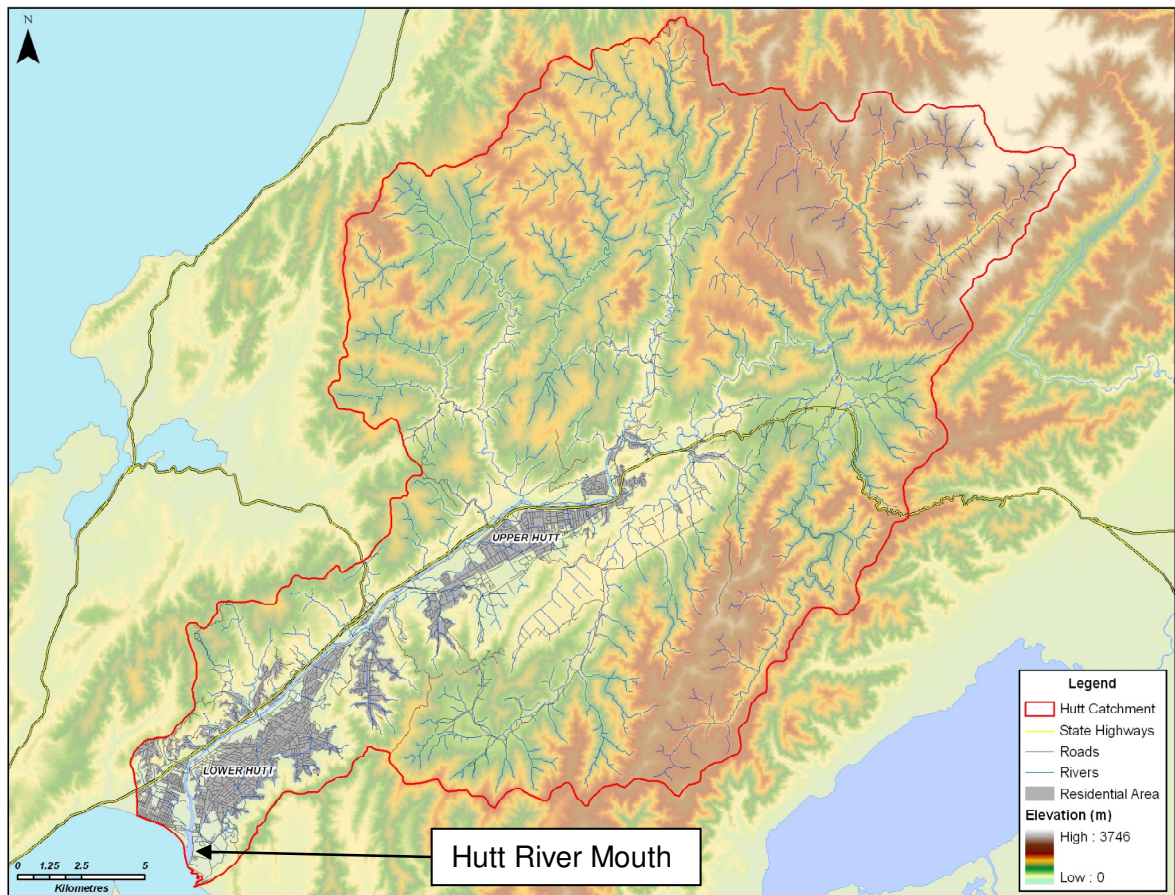 N
UPPER HUTT
LOWER HUTT
Hutt River Mouth
0 1.25 2.5 5
Kilometres
Legend
Hutt Catchment
State Highways
Roads
Rivers
Residential Area
Elevation (m)
High : 3746
Low : 0